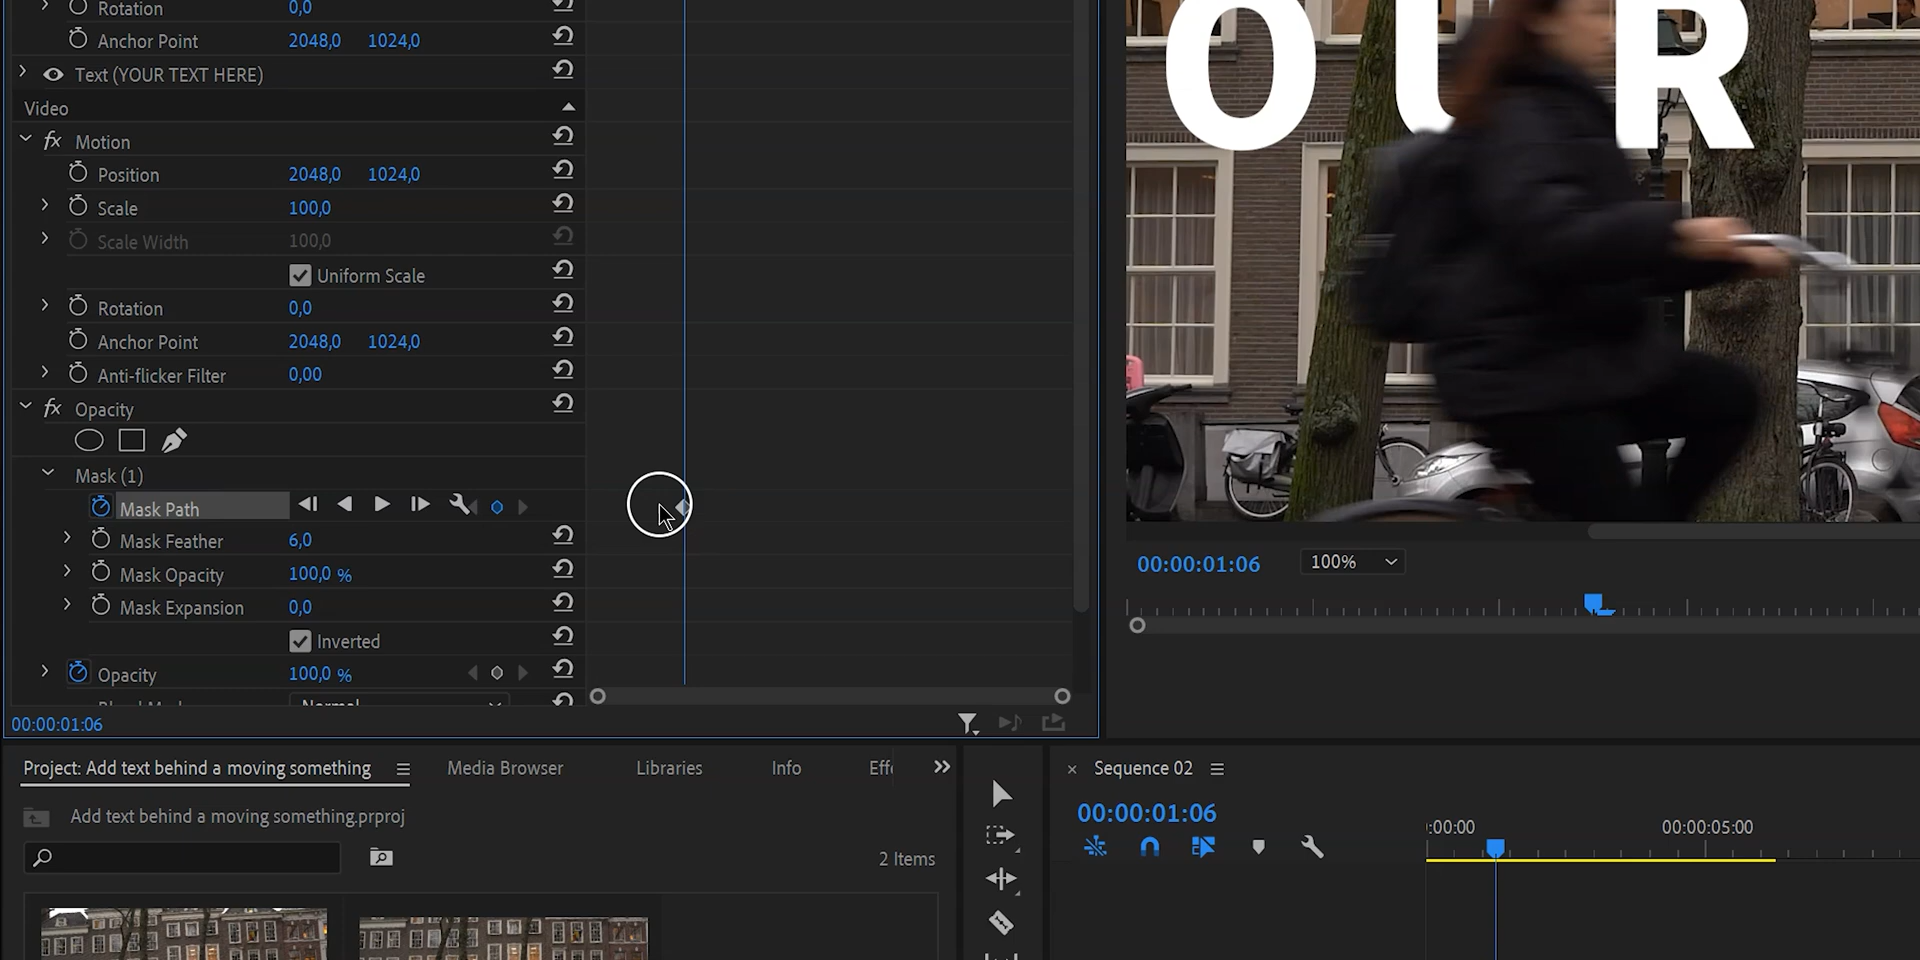 Rotation 0,0
Anchor Point 2048,0 1024,0
Text (YOUR TEXT HERE)
Video
fx Motion
Position 2048,0 1024,0
Scale 100,0
Scale Width 100,0
Uniform Scale
Rotation 0,0
Anchor Point 2048,0 1024,0
Anti-flicker Filter 0,00
fx Opacity
Mask (1)
Mask Path
Mask Feather 6,0
Mask Opacity 100,0 %
Mask Expansion 0,0
Inverted
Opacity 100,0 %
00:00:01:06
OUR
00:00:01:06 100%
Project: Add text behind a moving something Media Browser Libraries Info
Add text behind a moving something.prproj
2 Items
Sequence 02
00:00:01:06
:00:00 00:00:05:00